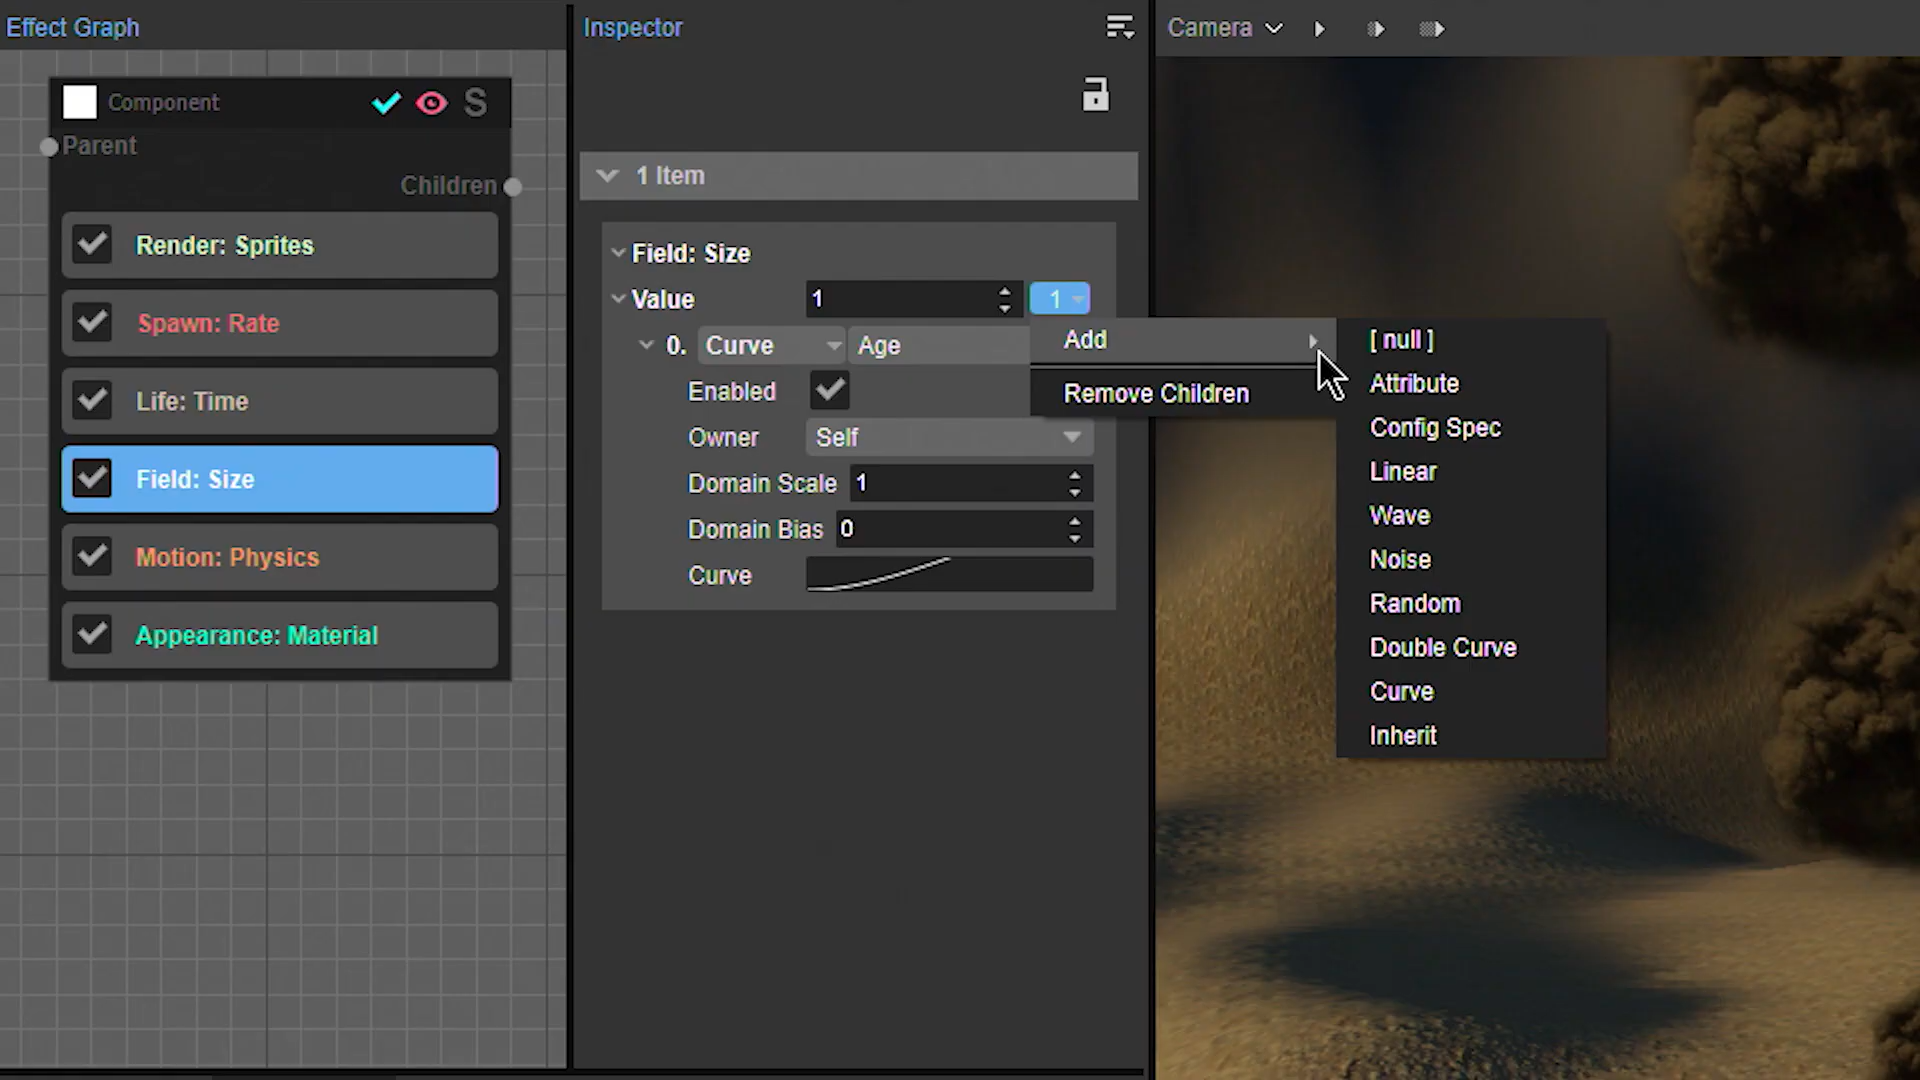 Effect Graph
Component
S
Parent
Children
Render: Sprites
Spawn: Rate
Life: Time
Field: Size
Motion: Physics
Appearance: Material
Inspector
1 Item
Field: Size
Value 1 1
0. Curve Age
Enabled
Owner Self
Domain Scale 1
Domain Bias 0
Curve
Add
Remove Children
[ null ]
Attribute
Config Spec
Linear
Wave
Noise
Random
Double Curve
Curve
Inherit
Camera